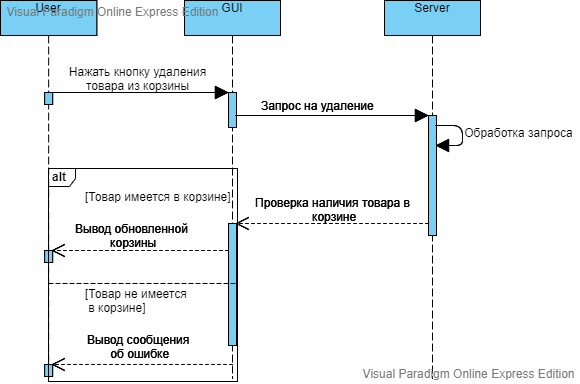 Visual Paradigm Online Express Edition
User
GUI
Server
Нажать кнопку удаления
товара из корзины
Запрос на удаление
Обработка запроса
alt
[Товар имеется в корзине]
Проверка наличия товара в
корзине
Вывод обновленной
корзины
[Товар не имеется
в корзине]
Вывод сообщения
об ошибке
Visual Paradigm Online Express Edition